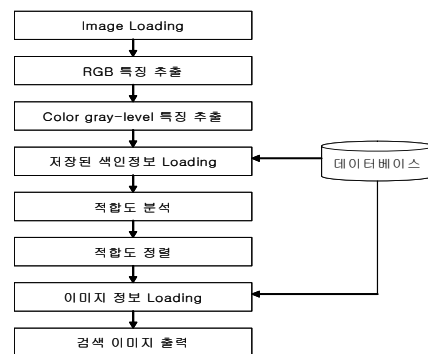 Image Loading
RGB 특징 추출
Color gray-level 특징 추출
저장된 색인정보 Loading
데이터베이스
적합도 분석
적합도 정렬
이미지 정보 Loading
검색 이미지 출력